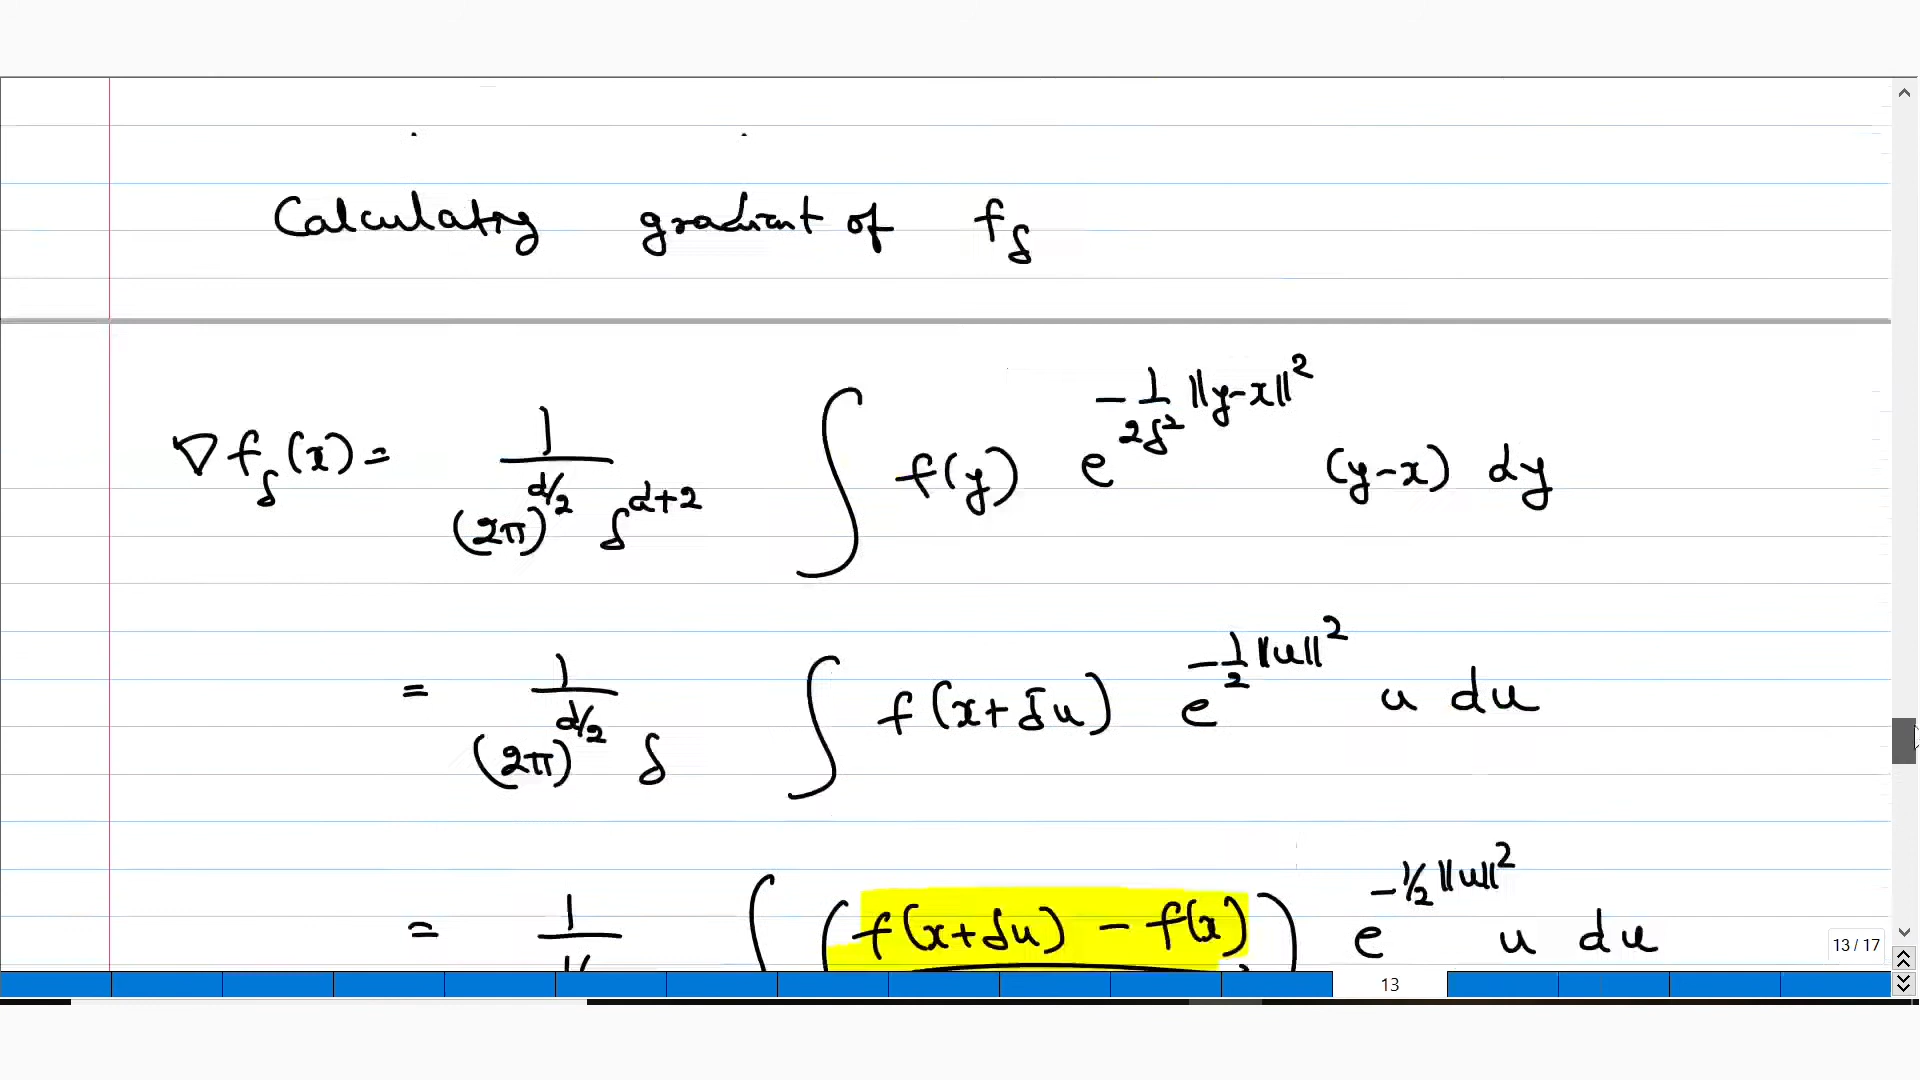 Calculating gradient of f_δ
∇f_δ(x) = 1/((2π)^{d/2} δ^{d+2}) ∫ f(y) e^{-1/(2δ²) ||y-x||²} (y-x) dy
= 1/((2π)^{d/2} δ) ∫ f(x+δu) e^{-1/2 ||u||²} u du
= 1 ∫ (f(x+δu) - f(x)) e^{-1/2 ||u||²} u du
13 / 17
13